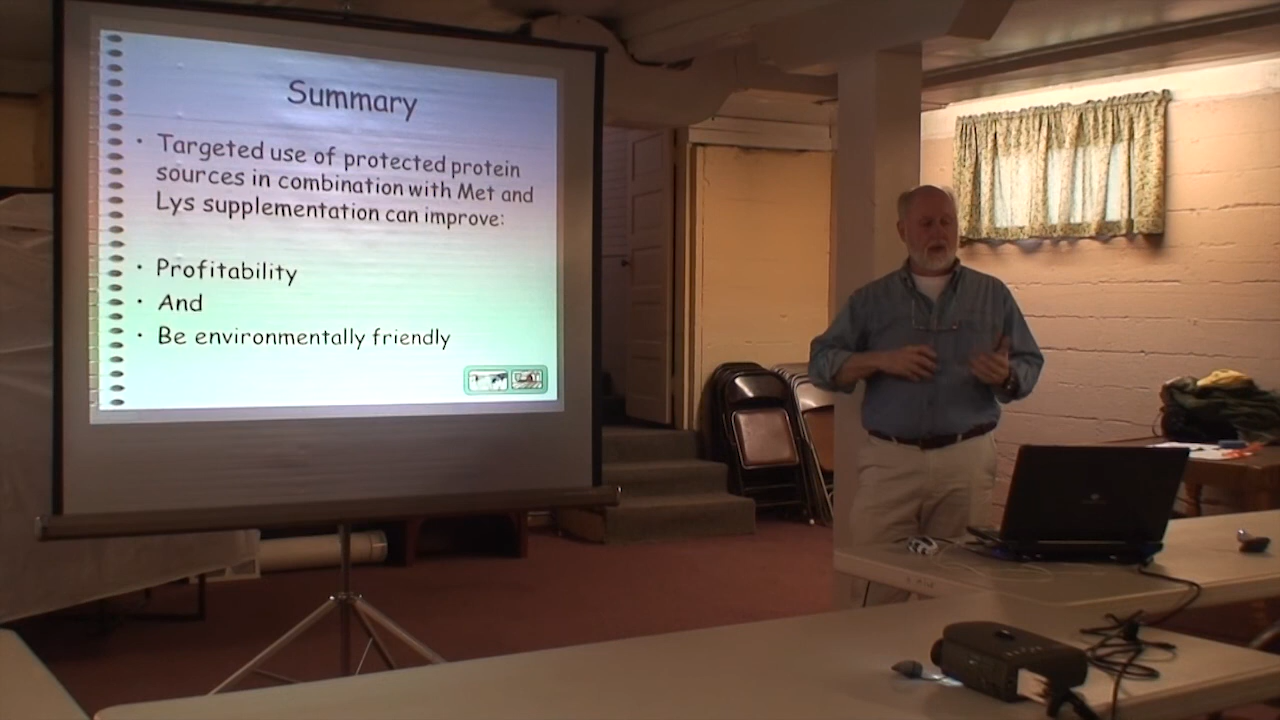 Summary
• Targeted use of protected protein
sources in combination with Met and
Lys supplementation can improve:
• Profitability
• And
• Be environmentally friendly